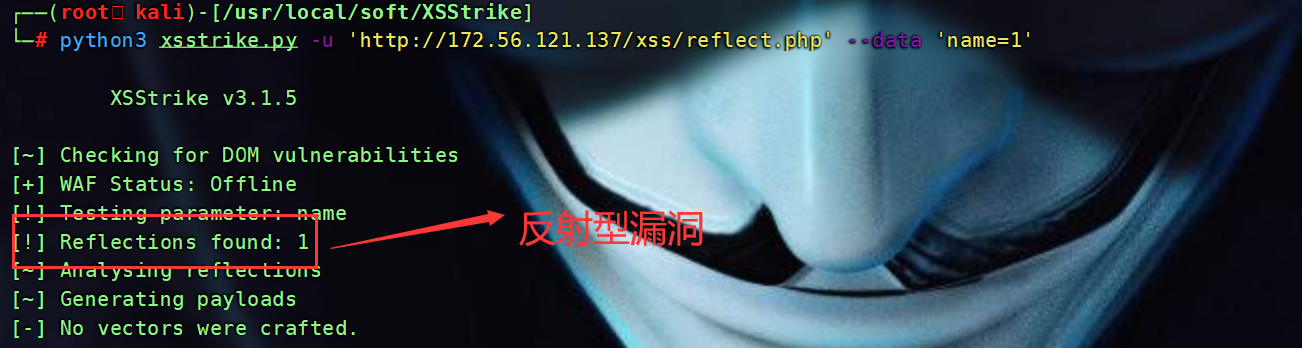 ┌──(root kali)-[/usr/local/soft/XSStrike]
└─# python3 xsstrike.py -u 'http://172.56.121.137/xss/reflect.php' --data 'name=1'
XSStrike v3.1.5
[~] Checking for DOM vulnerabilities
[+] WAF Status: Offline
[!] Testing parameter: name
[!] Reflections found: 1
反射型漏洞
[~] Analysing reflections
[~] Generating payloads
[-] No vectors were crafted.